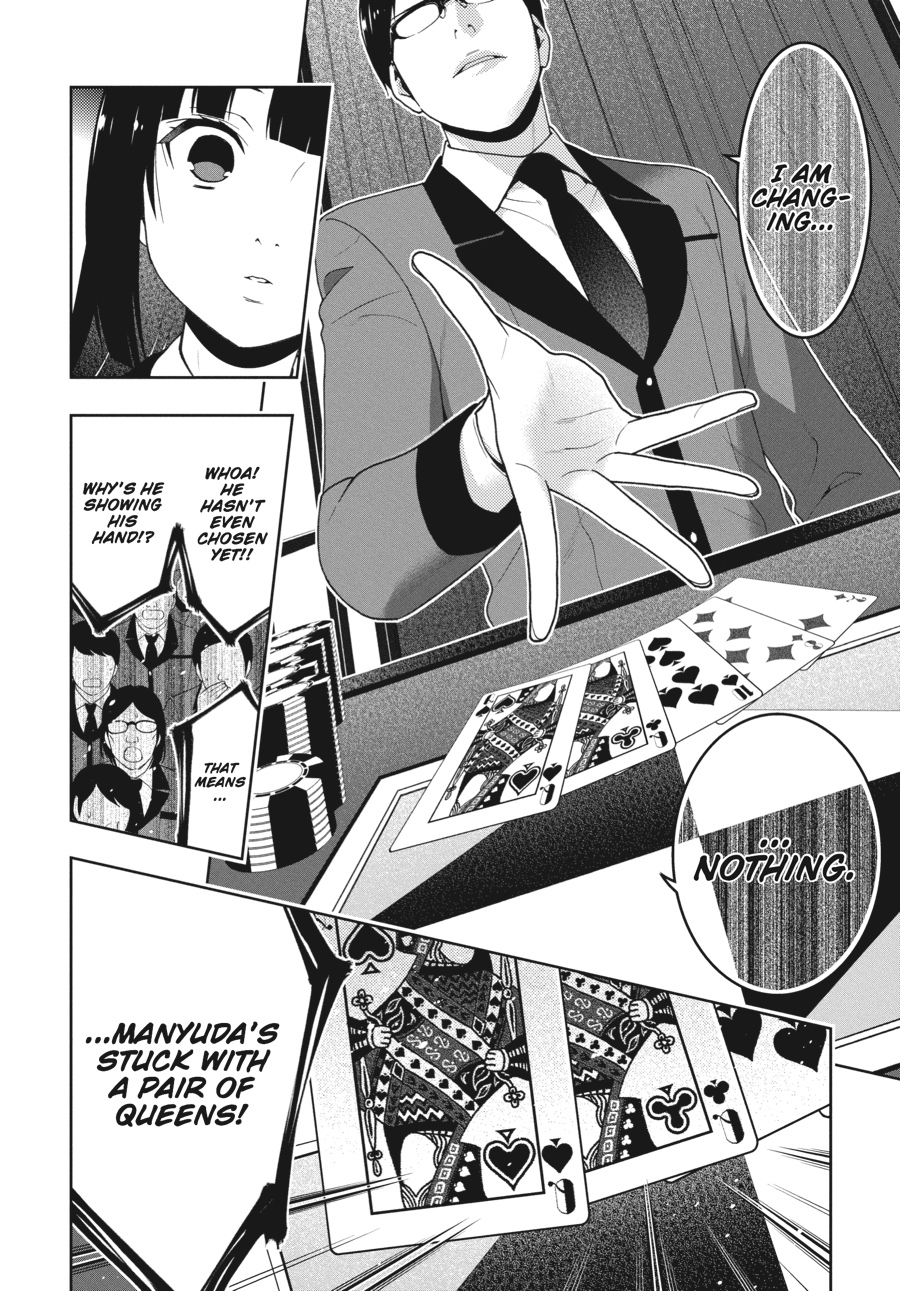 I AM
CHANG-
ING...
...
NOTHING.
WHOA!
HE
HASN'T
EVEN
CHOSEN
YET!!
WHY'S HE
SHOWING
HIS
HAND!?
THAT
MEANS
...
...MANYUDA'S
STUCK WITH
A PAIR OF
QUEENS!